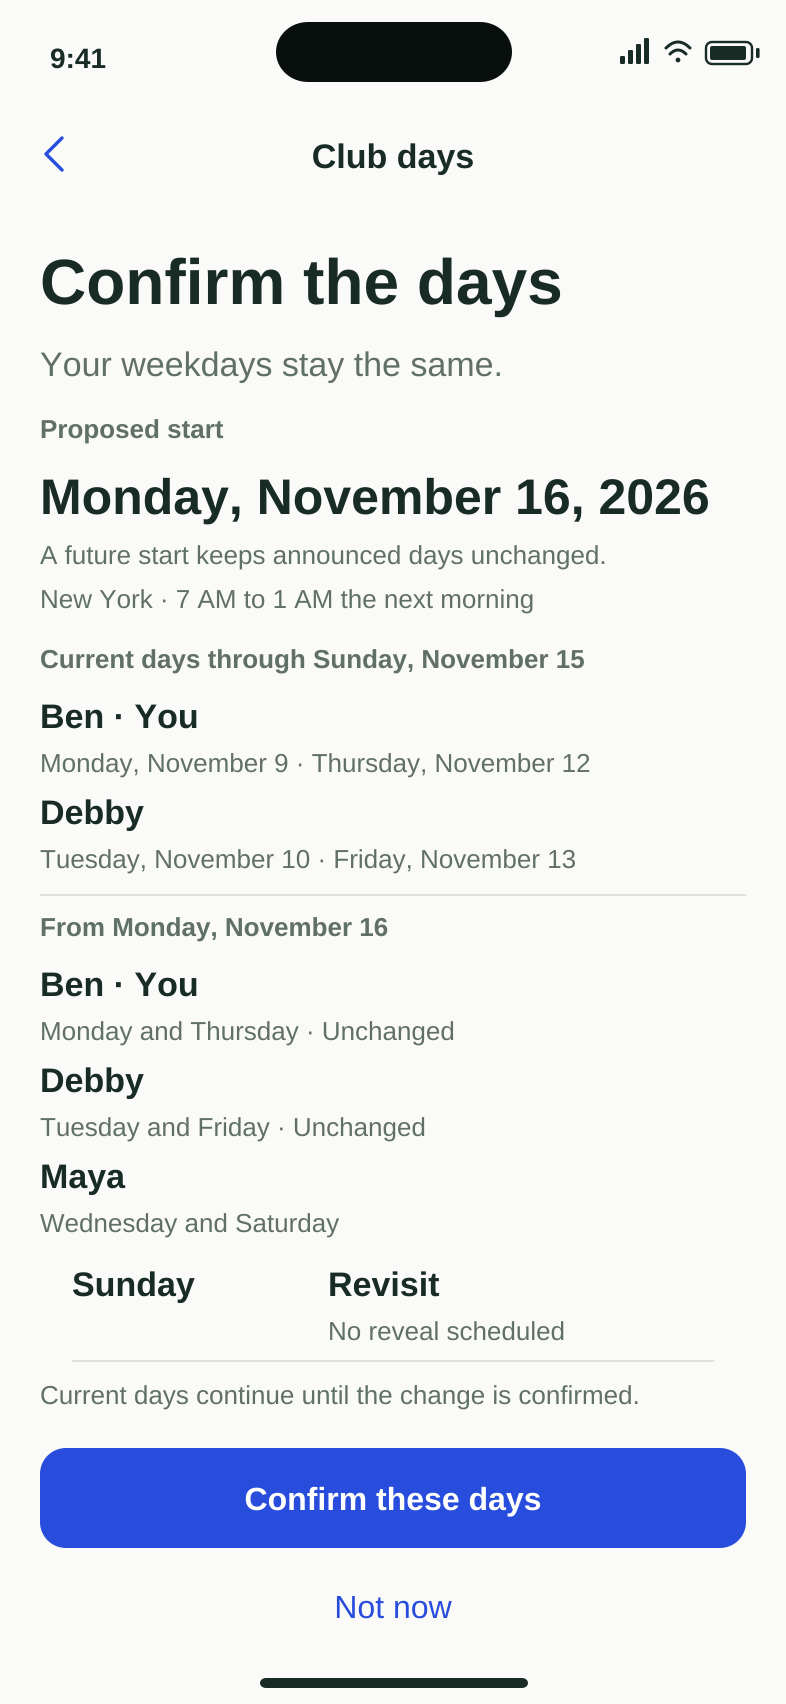 9:41
Club days
Confirm the days
Your weekdays stay the same.
Proposed start
Monday, November 16, 2026
A future start keeps announced days unchanged.
New York · 7 AM to 1 AM the next morning
Current days through Sunday, November 15
Ben · You
Monday, November 9 · Thursday, November 12
Debby
Tuesday, November 10 · Friday, November 13
From Monday, November 16
Ben · You
Monday and Thursday · Unchanged
Debby
Tuesday and Friday · Unchanged
Maya
Wednesday and Saturday
Sunday Revisit
No reveal scheduled
Current days continue until the change is confirmed.
Confirm these days
Not now